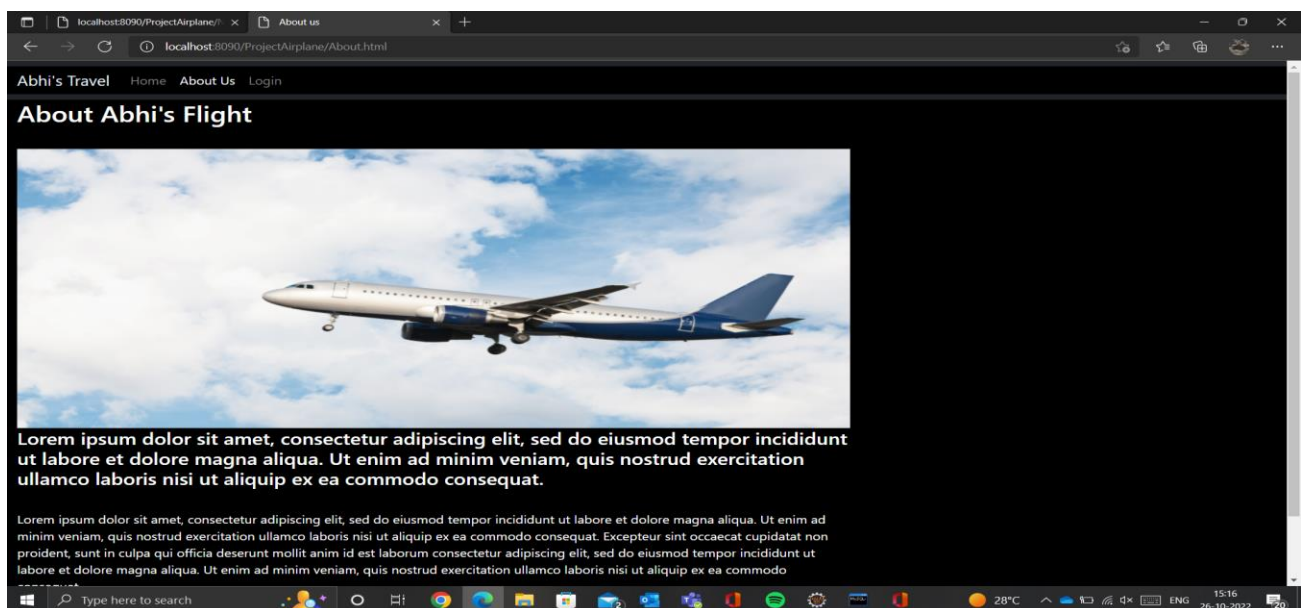 localhost:8090/ProjectAirplane/
About us
localhost:8090/ProjectAirplane/About.html
Abhi's Travel Home About Us Login
About Abhi's Flight
Lorem ipsum dolor sit amet, consectetur adipiscing elit, sed do eiusmod tempor incididunt
ut labore et dolore magna aliqua. Ut enim ad minim veniam, quis nostrud exercitation
ullamco laboris nisi ut aliquip ex ea commodo consequat.
Lorem ipsum dolor sit amet, consectetur adipiscing elit, sed do eiusmod tempor incididunt ut labore et dolore magna aliqua. Ut enim ad
minim veniam, quis nostrud exercitation ullamco laboris nisi ut aliquip ex ea commodo consequat. Excepteur sint occaecat cupidatat non
proident, sunt in culpa qui officia deserunt mollit anim id est laborum consectetur adipiscing elit, sed do eiusmod tempor incididunt ut
labore et dolore magna aliqua. Ut enim ad minim veniam, quis nostrud exercitation ullamco laboris nisi ut aliquip ex ea commodo
Type here to search
28°C
ENG
15:16
26-10-2022
20